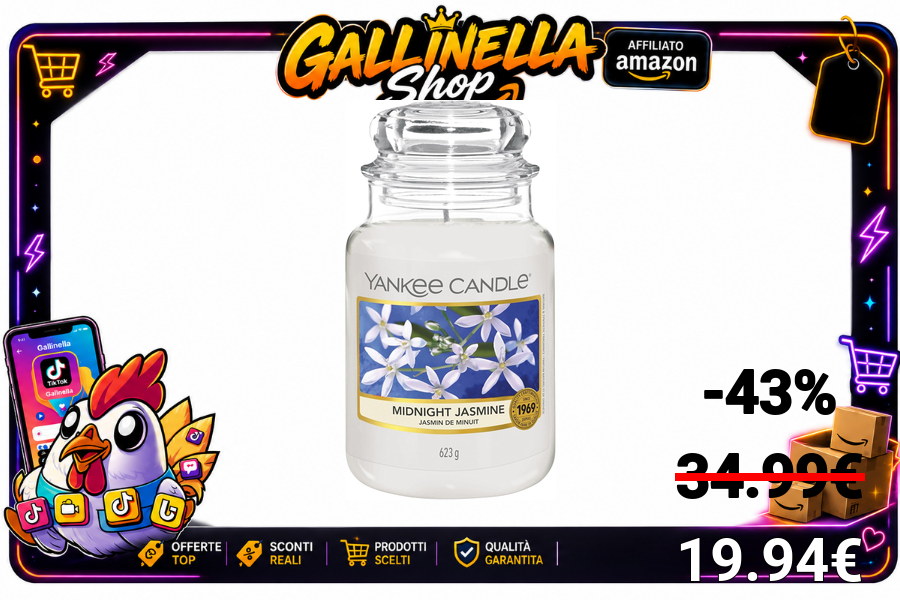 GALLINELLA
Shop
AFFILIATO
amazon
YANKEE CANDLE®
MIDNIGHT JASMINE
JASMIN DE MINUIT
1969
623 g
Gallinella
TikTok
Gallinella
-43%
34.99€
19.94€
OFFERTE
TOP
SCONTI
REALI
PRODOTTI
SCELTI
QUALITÀ
GARANTITA